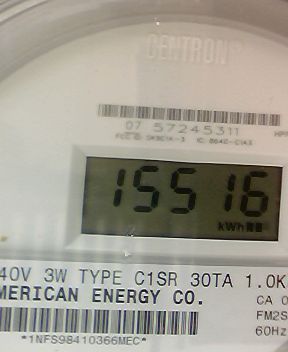 CENTRON®
07 57245311
15516
kWh
40V 3W TYPE C1SR 30TA 1.0K
MERICAN ENERGY CO.
CA 0
FM2S
60Hz
*1NFS98410366MEC*